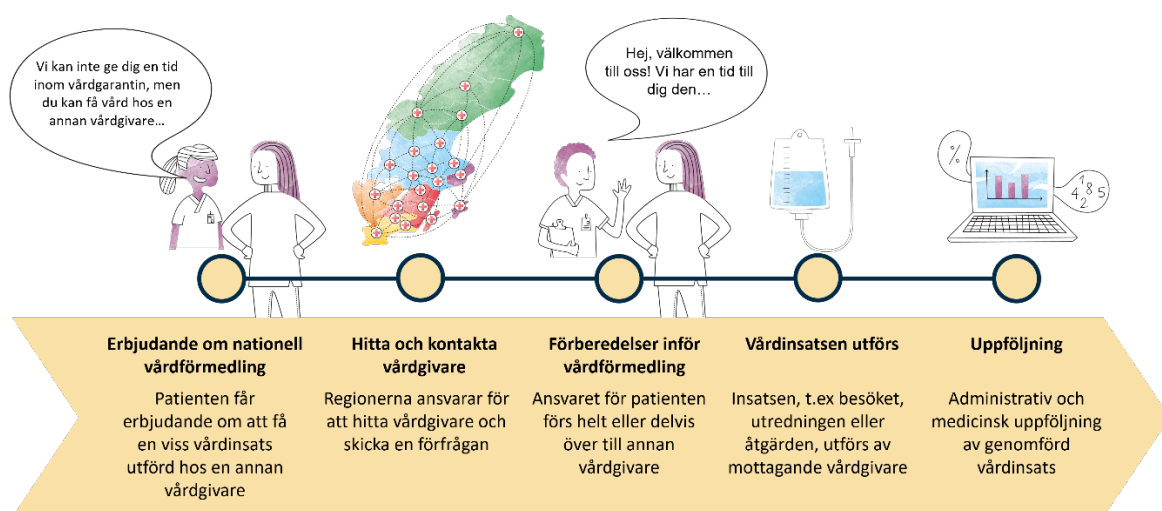 Vi kan inte ge dig en tid
inom vårdgarantin, men
du kan få vård hos en
annan vårdgivare…
Hej, välkommen
till oss! Vi har en tid till
dig den…
%
4 1 8 5
2
Erbjudande om nationell
vårdförmedling
Patienten får
erbjudande om att få
en viss vårdinsats
utförd hos en annan
vårdgivare
Hitta och kontakta
vårdgivare
Regionerna ansvarar för
att hitta vårdgivare och
skicka en förfrågan
Förberedelser inför
vårdförmedling
Ansvaret för patienten
förs helt eller delvis
över till annan
vårdgivare
Vårdinsatsen utförs
Insatsen, t.ex besöket,
utredningen eller
åtgärden, utförs av
mottagande vårdgivare
Uppföljning
Administrativ och
medicinsk uppföljning
av genomförd
vårdinsats